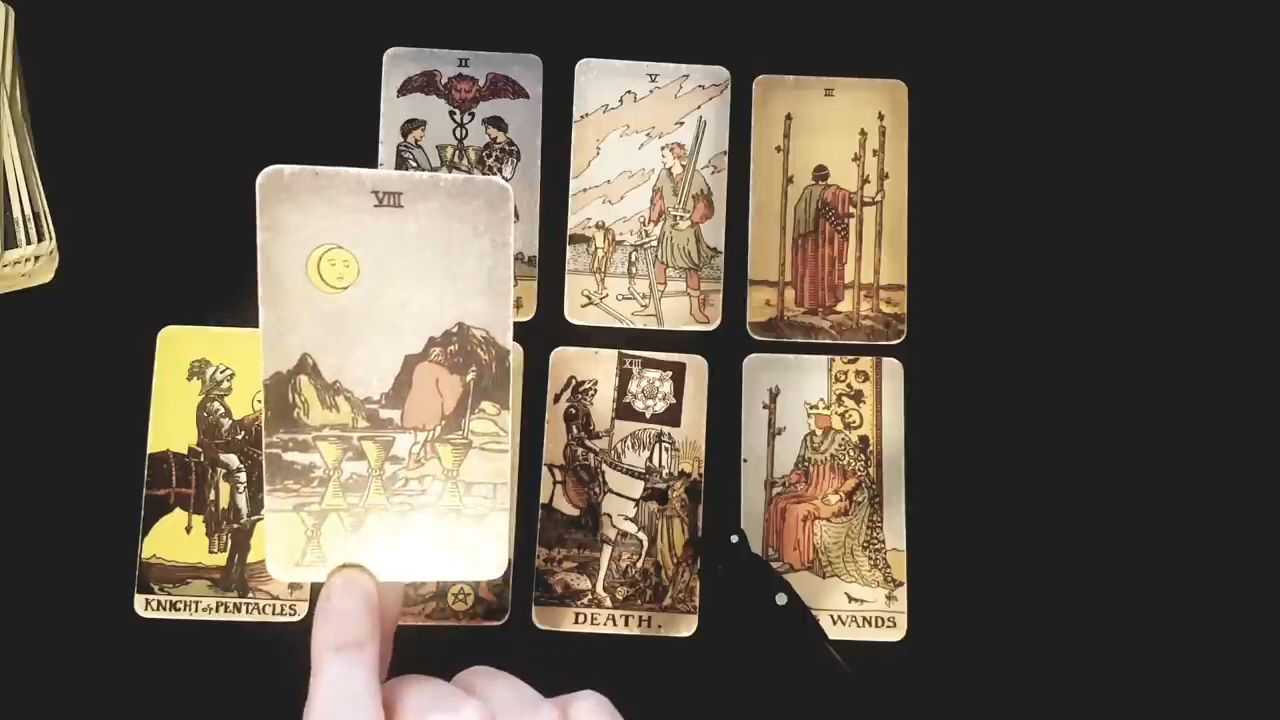 II
V
III
VIII
XIII
KNIGHT of PENTACLES.
DEATH.
WANDS